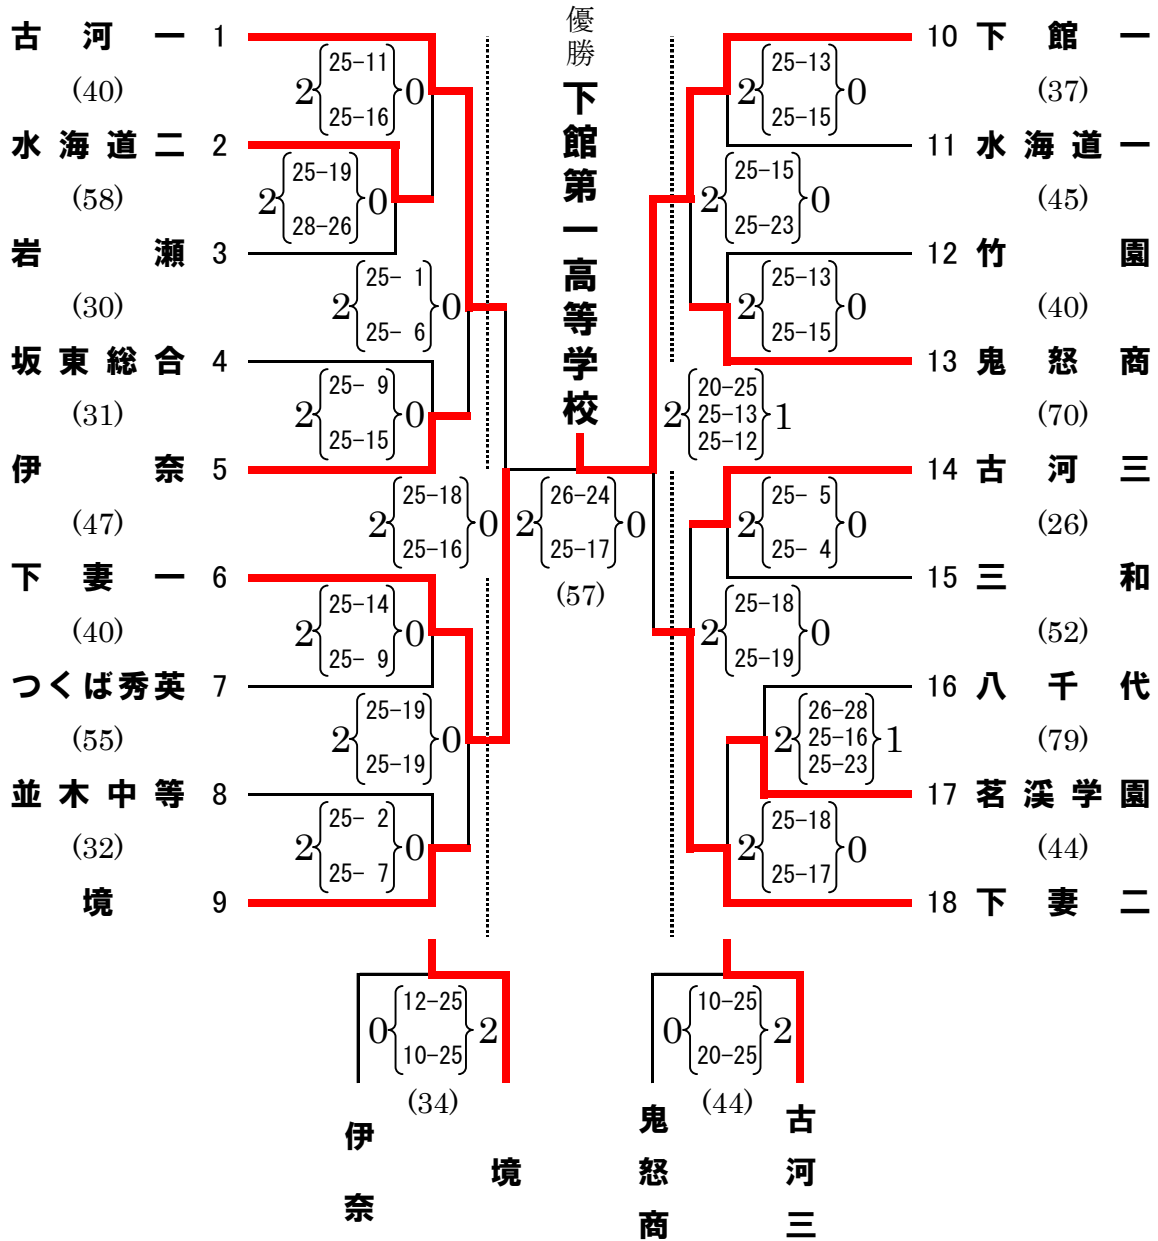 優勝
下館第一高等学校
古河一 1
(40)
2 25-11 0
25-16
水海道二 2
(58)
2 25-19 0
28-26
岩瀬 3
(30)
2 25- 1 0
25- 6
坂東総合 4
(31)
2 25- 9 0
25-15
伊奈 5
(47)
2 25-18 0
25-16
下妻一 6
(40)
2 25-14 0
25- 9
つくば秀英 7
(55)
2 25-19 0
25-19
並木中等 8
(32)
2 25- 2 0
25- 7
境 9
2 26-24 0
25-17
(57)
10 下館一
(37)
2 25-13 0
25-15
11 水海道一
(45)
2 25-15 0
25-23
12 竹園
(40)
2 25-13 0
25-15
13 鬼怒商
(70)
20-25
2 25-13 1
25-12
14 古河三
(26)
2 25- 5 0
25- 4
15 三和
(52)
2 25-18 0
25-19
16 八千代
(79)
26-28
2 25-16 1
25-23
17 茗溪学園
(44)
2 25-18 0
25-17
18 下妻二
0 12-25 2
10-25
(34)
伊奈
境
0 10-25 2
20-25
(44)
鬼怒商
古河三